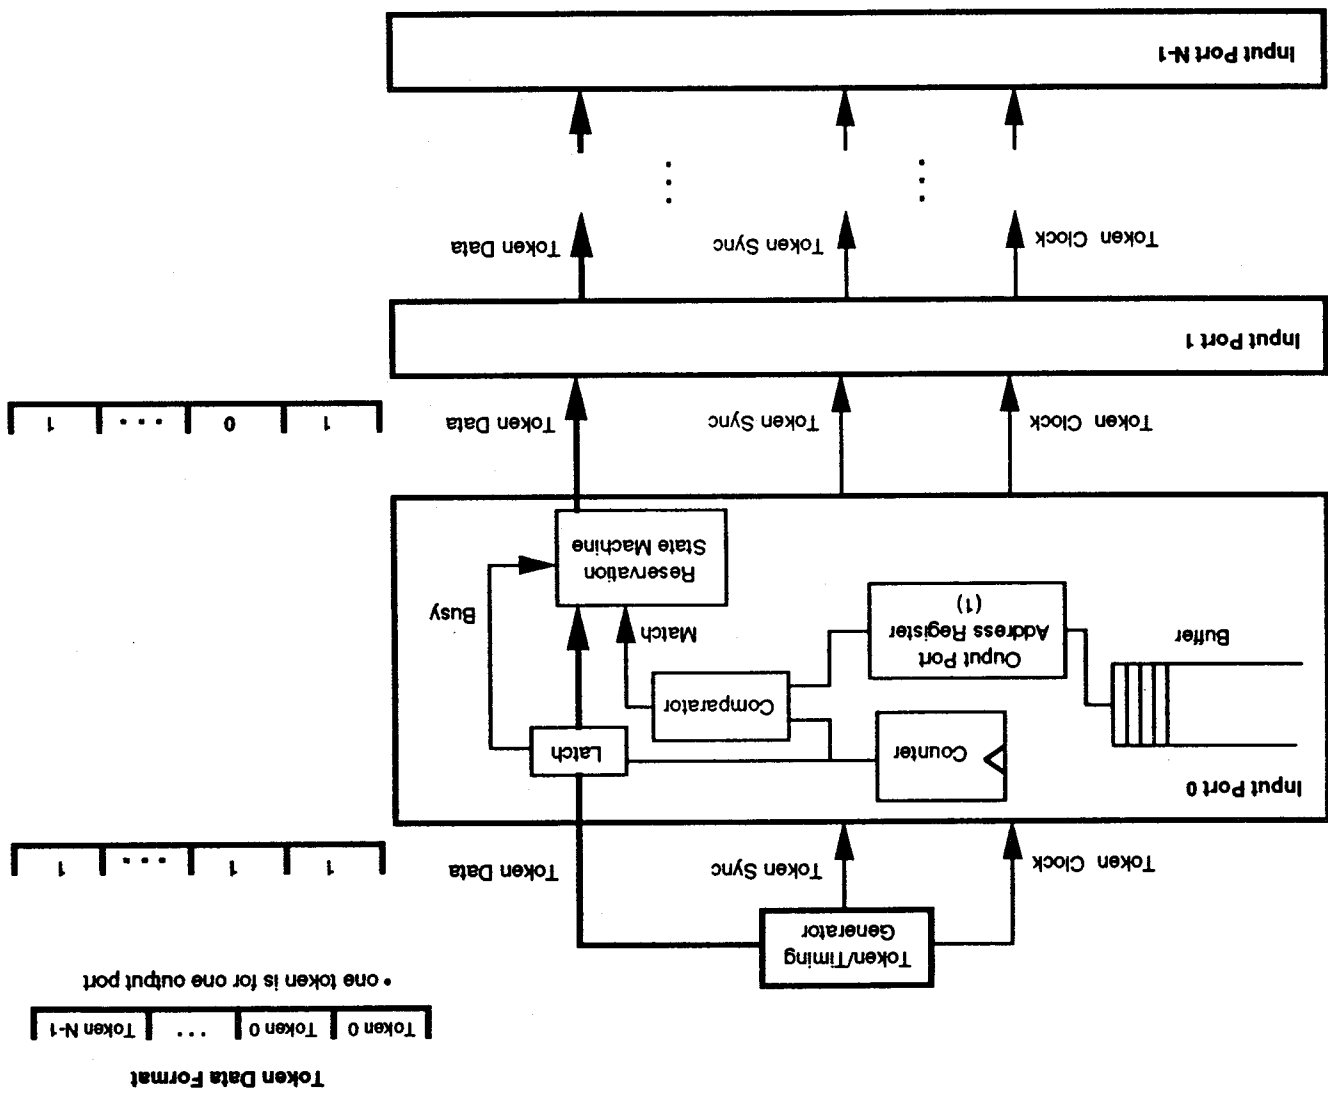 Token Data Format
Token 0 Token 0 ... Token N-1
• one token is for one output port
Token/Timing
Generator
Token Clock
Token Sync
Token Data
1 1 ... 1
Input Port 0
Counter
Latch
Buffer
Ouput Port
Address Register
(1)
Comparator
Match
Busy
Reservation
State Machine
Token Clock
Token Sync
Token Data
1 0 ... 1
Input Port 1
Token Clock
Token Sync
Token Data
Input Port N-1